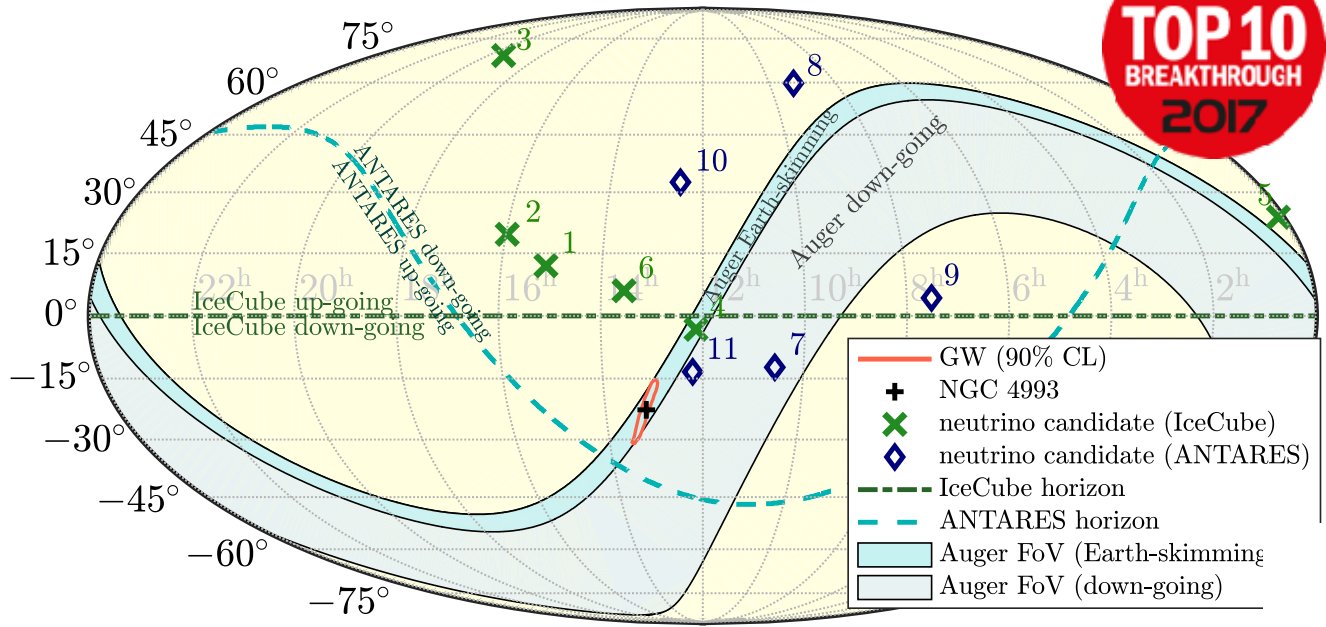 75°
60°
45°
30°
15°
0°
−15°
−30°
−45°
−60°
−75°
22h
20h
16h
14h
10h
8h
6h
4h
2h
3
8
10
2
1
6
4
11
7
9
5
ANTARES down-going
ANTARES up-going
IceCube up-going
IceCube down-going
Auger Earth-skimming
Auger down-going
TOP 10
BREAKTHROUGH
2017
GW (90% CL)
NGC 4993
neutrino candidate (IceCube)
neutrino candidate (ANTARES)
IceCube horizon
ANTARES horizon
Auger FoV (Earth-skimming
Auger FoV (down-going)